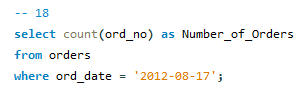 -- 18
select count(ord_no) as Number_of_Orders
from orders
where ord_date = '2012-08-17';